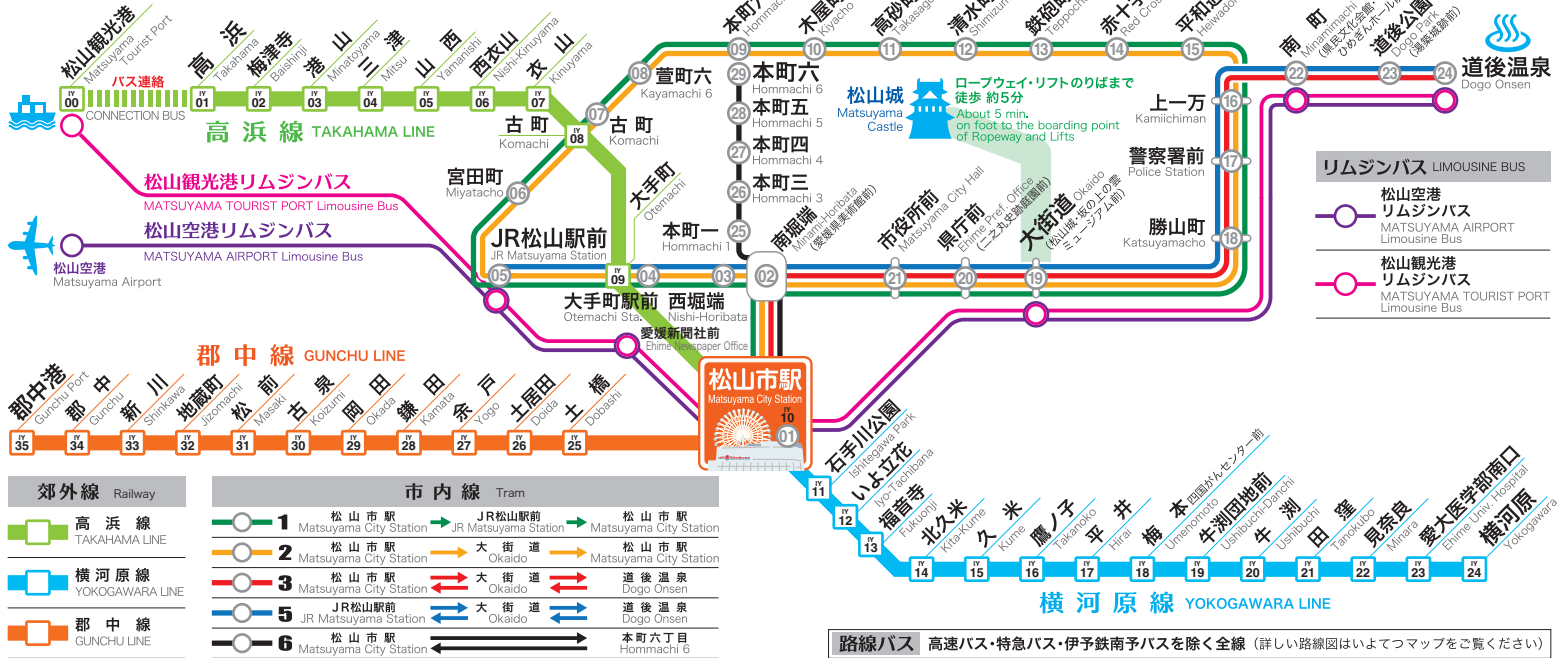 松山観光港
Matsuyama
Tourist Port
IY
00
バス連絡
CONNECTION BUS
高浜
Takahama
IY
01
梅津寺
Baishinji
IY
02
港山
Minatoyama
IY
03
三津
Mitsu
IY
04
山西
Yamanishi
IY
05
西衣山
Nishi-Kinuyama
IY
06
衣山
Kinuyama
IY
07
高浜線 TAKAHAMA LINE
古町
Komachi
IY
08
07
古町
Komachi
08
萱町六
Kayamachi 6
宮田町
Miyatacho
06
大手町
Otemachi
JR松山駅前
JR Matsuyama Station
05
IY
09
04
03
02
大手町駅前
Otemachi Sta.
西堀端
Nishi-Horibata
愛媛新聞社前
Ehime Newspaper Office
09
10
木屋町
Kiyacho
11
高砂町
12
清水町
13
鉄砲町
14
赤十字
Red Cross
15
平和通
Heiwadori
29
本町六
Hommachi 6
28
本町五
Hommachi 5
27
本町四
Hommachi 4
26
本町三
Hommachi 3
25
本町一
Hommachi 1
南堀端
Minami-Horibata
(愛媛県美術館前)
松山城
Matsuyama
Castle
ロープウェイ・リフトのりばまで
徒歩 約5分
About 5 min.
on foot to the boarding point
of Ropeway and Lifts
市役所前
Matsuyama City Hall
21
県庁前
Ehime Pref. Office
(二之丸史跡庭園前)
20
大街道
Okaido
(松山城・坂の上の雲
ミュージアム前)
19
上一万
Kamiichiman
16
警察署前
Police Station
17
勝山町
Katsuyamacho
18
南町
Minamimachi
(県民文化会館・
ひめぎんホール前)
22
道後公園
Dogo Park
(湯築城跡前)
23
24
道後温泉
Dogo Onsen
松山観光港リムジンバス
MATSUYAMA TOURIST PORT Limousine Bus
松山空港リムジンバス
MATSUYAMA AIRPORT Limousine Bus
松山空港
Matsuyama Airport
リムジンバス LIMOUSINE BUS
松山空港
リムジンバス
MATSUYAMA AIRPORT
Limousine Bus
松山観光港
リムジンバス
MATSUYAMA TOURIST PORT
Limousine Bus
郡中線 GUNCHU LINE
郡中港
Gunchu Port
IY
35
郡中
Gunchu
IY
34
新川
Shinkawa
IY
33
地蔵町
Jizomachi
IY
32
松前
Masaki
IY
31
古泉
Koizumi
IY
30
岡田
Okada
IY
29
鎌田
Kamata
IY
28
余戸
Yogo
IY
27
土居田
Doida
IY
26
土橋
Dobashi
IY
25
松山市駅
Matsuyama City Station
IY
10
01
石手川公園
Ishitegawa Park
IY
11
いよ立花
Iyo-Tachibana
IY
12
福音寺
Fukuonji
IY
13
北久米
Kita-Kume
IY
14
久米
Kume
IY
15
鷹ノ子
Takanoko
IY
16
平井
Hirai
IY
17
梅本 四国がんセンター前
Umenomoto
IY
18
牛渕団地前
Ushibuchi-Danchi
IY
19
牛渕
Ushibuchi
IY
20
田窪
Tanokubo
IY
21
見奈良
Minara
IY
22
愛大医学部南口
Ehime Univ. Hospital
IY
23
横河原
Yokogawara
IY
24
横河原線 YOKOGAWARA LINE
郊外線 Railway
高浜線
TAKAHAMA LINE
横河原線
YOKOGAWARA LINE
郡中線
GUNCHU LINE
市内線 Tram
1 松山市駅 JR松山駅前 松山市駅
Matsuyama City Station JR Matsuyama Station Matsuyama City Station
2 松山市駅 大街道 松山市駅
Matsuyama City Station Okaido Matsuyama City Station
3 松山市駅 大街道 道後温泉
Matsuyama City Station Okaido Dogo Onsen
5 JR松山駅前 大街道 道後温泉
JR Matsuyama Station Okaido Dogo Onsen
6 松山市駅 本町六丁目
Matsuyama City Station Hommachi 6
路線バス 高速バス・特急バス・伊予鉄南予バスを除く全線 (詳しい路線図はいよてつマップをご覧ください)